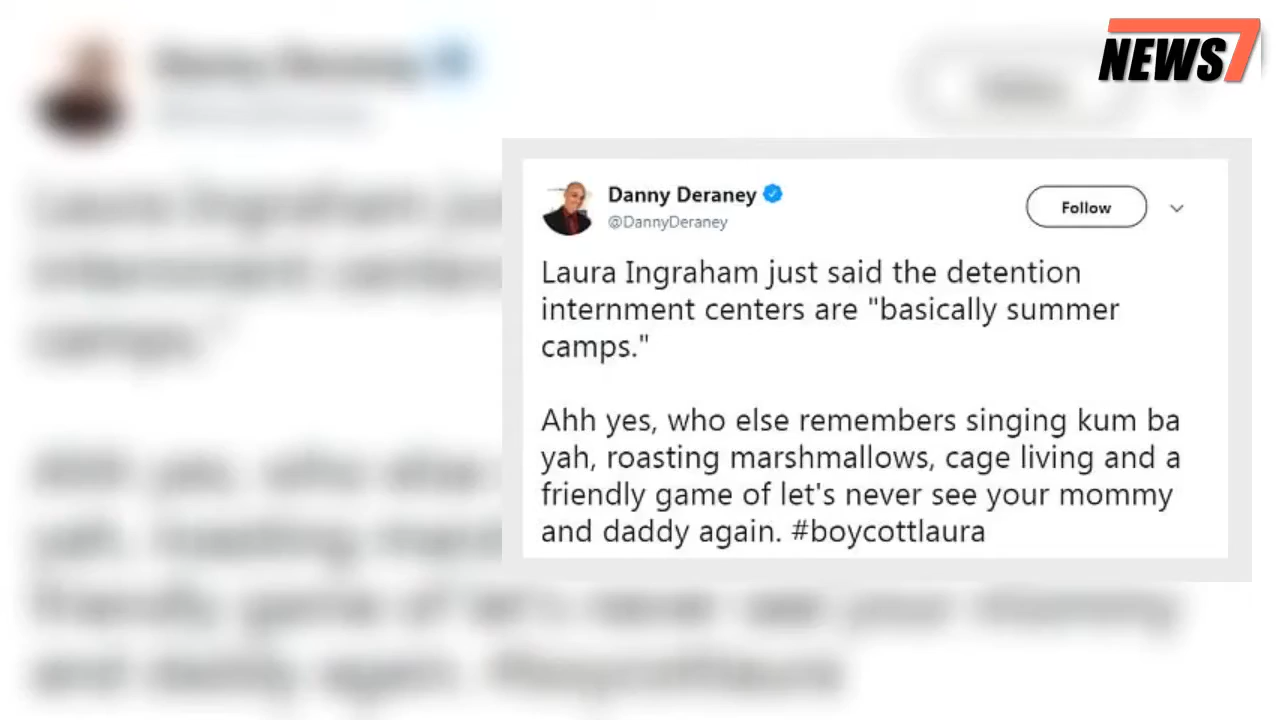 NEWS7
Danny Deraney
@DannyDeraney
Follow
Laura Ingraham just said the detention
internment centers are "basically summer
camps."
Ahh yes, who else remembers singing kum ba
yah, roasting marshmallows, cage living and a
friendly game of let's never see your mommy
and daddy again. #boycottlaura